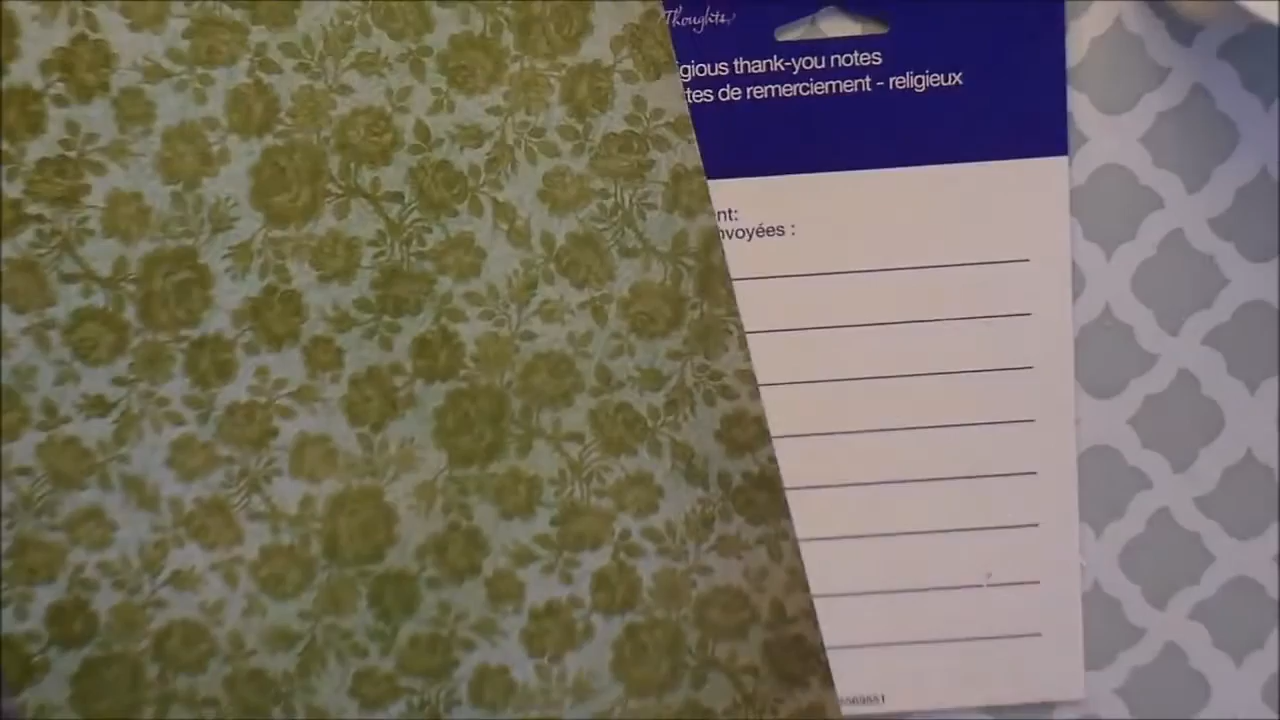 Thoughts
gious thank-you notes
tes de remerciement - religieux
nt:
nvoyées :